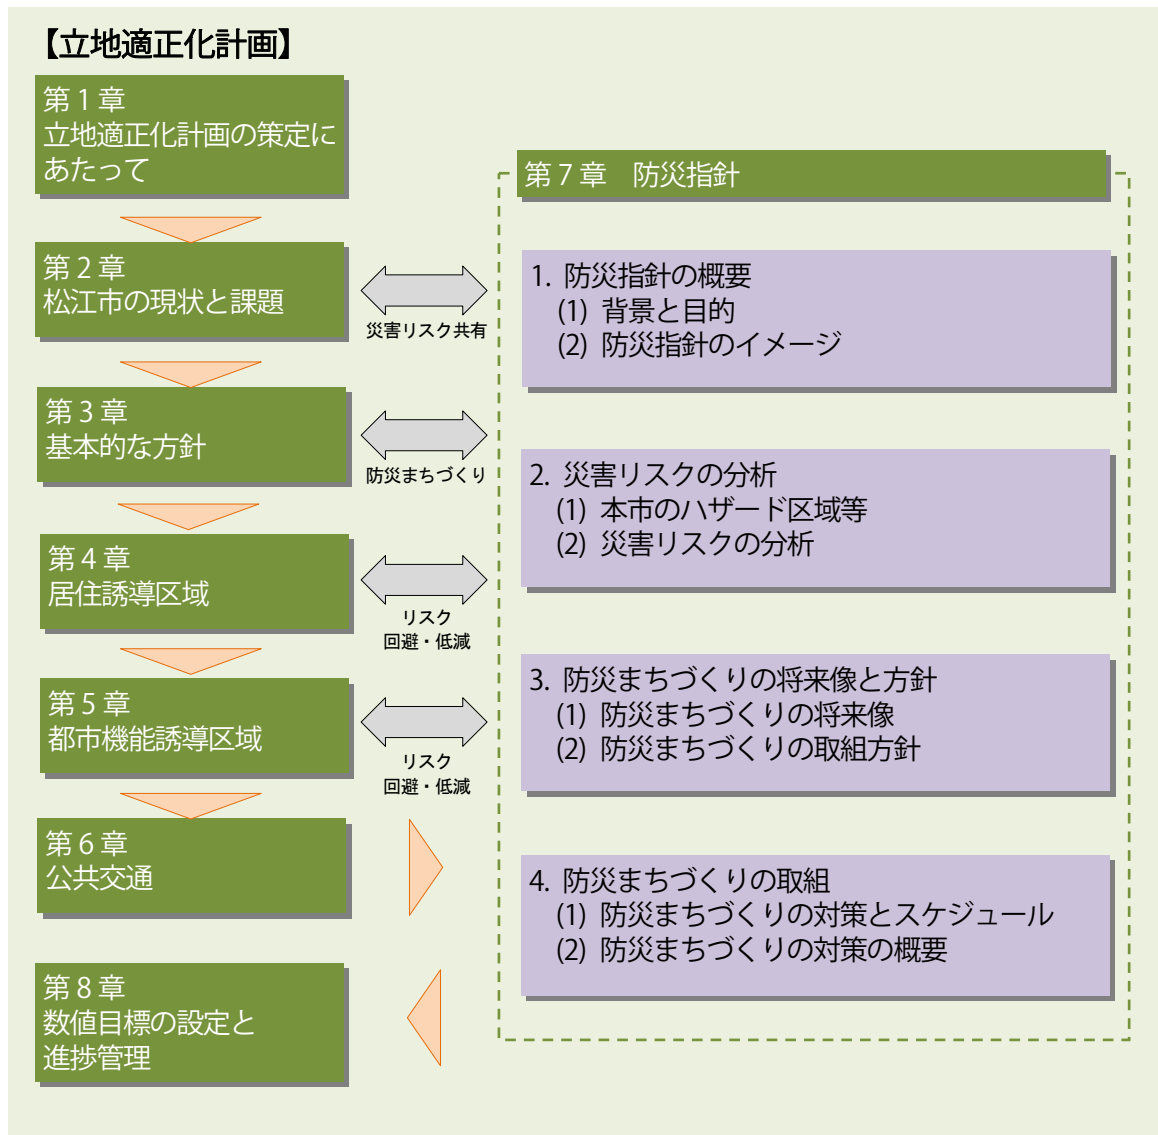 【立地適正化計画】
第1章
立地適正化計画の策定に
あたって
第2章
松江市の現状と課題
災害リスク共有
第3章
基本的な方針
防災まちづくり
第4章
居住誘導区域
リスク
回避・低減
第5章
都市機能誘導区域
リスク
回避・低減
第6章
公共交通
第7章　防災指針
1. 防災指針の概要
(1) 背景と目的
(2) 防災指針のイメージ
2. 災害リスクの分析
(1) 本市のハザード区域等
(2) 災害リスクの分析
3. 防災まちづくりの将来像と方針
(1) 防災まちづくりの将来像
(2) 防災まちづくりの取組方針
4. 防災まちづくりの取組
(1) 防災まちづくりの対策とスケジュール
(2) 防災まちづくりの対策の概要
第8章
数値目標の設定と
進捗管理